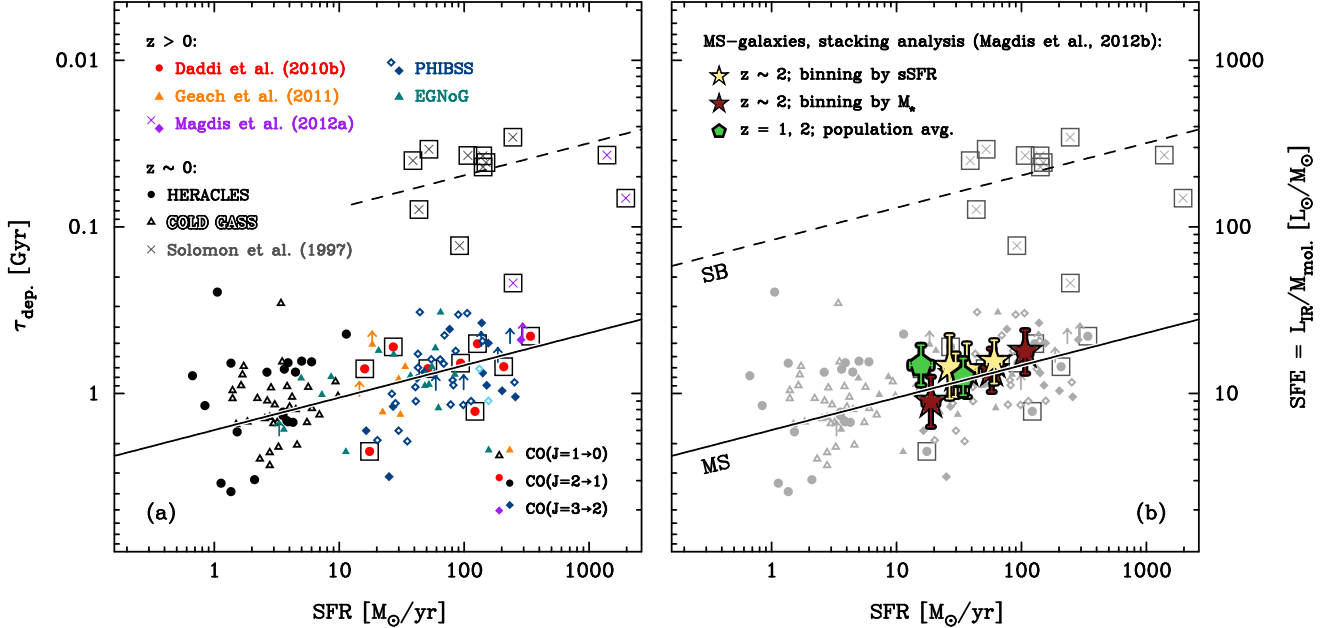 z > 0:
Daddi et al. (2010b)
PHIBSS
Geach et al. (2011)
EGNoG
Magdis et al. (2012a)
z ~ 0:
HERACLES
COLD GASS
Solomon et al. (1997)
CO(J=1→0)
CO(J=2→1)
CO(J=3→2)
(a)
0.01
0.1
1
τdep. [Gyr]
1 10 100 1000
SFR [M⊙/yr]
MS-galaxies, stacking analysis (Magdis et al., 2012b):
z ~ 2; binning by sSFR
z ~ 2; binning by M★
z = 1, 2; population avg.
SB
MS
(b)
1000
100
10
SFE = LIR/Mmol. [L⊙/M⊙]
1 10 100 1000
SFR [M⊙/yr]